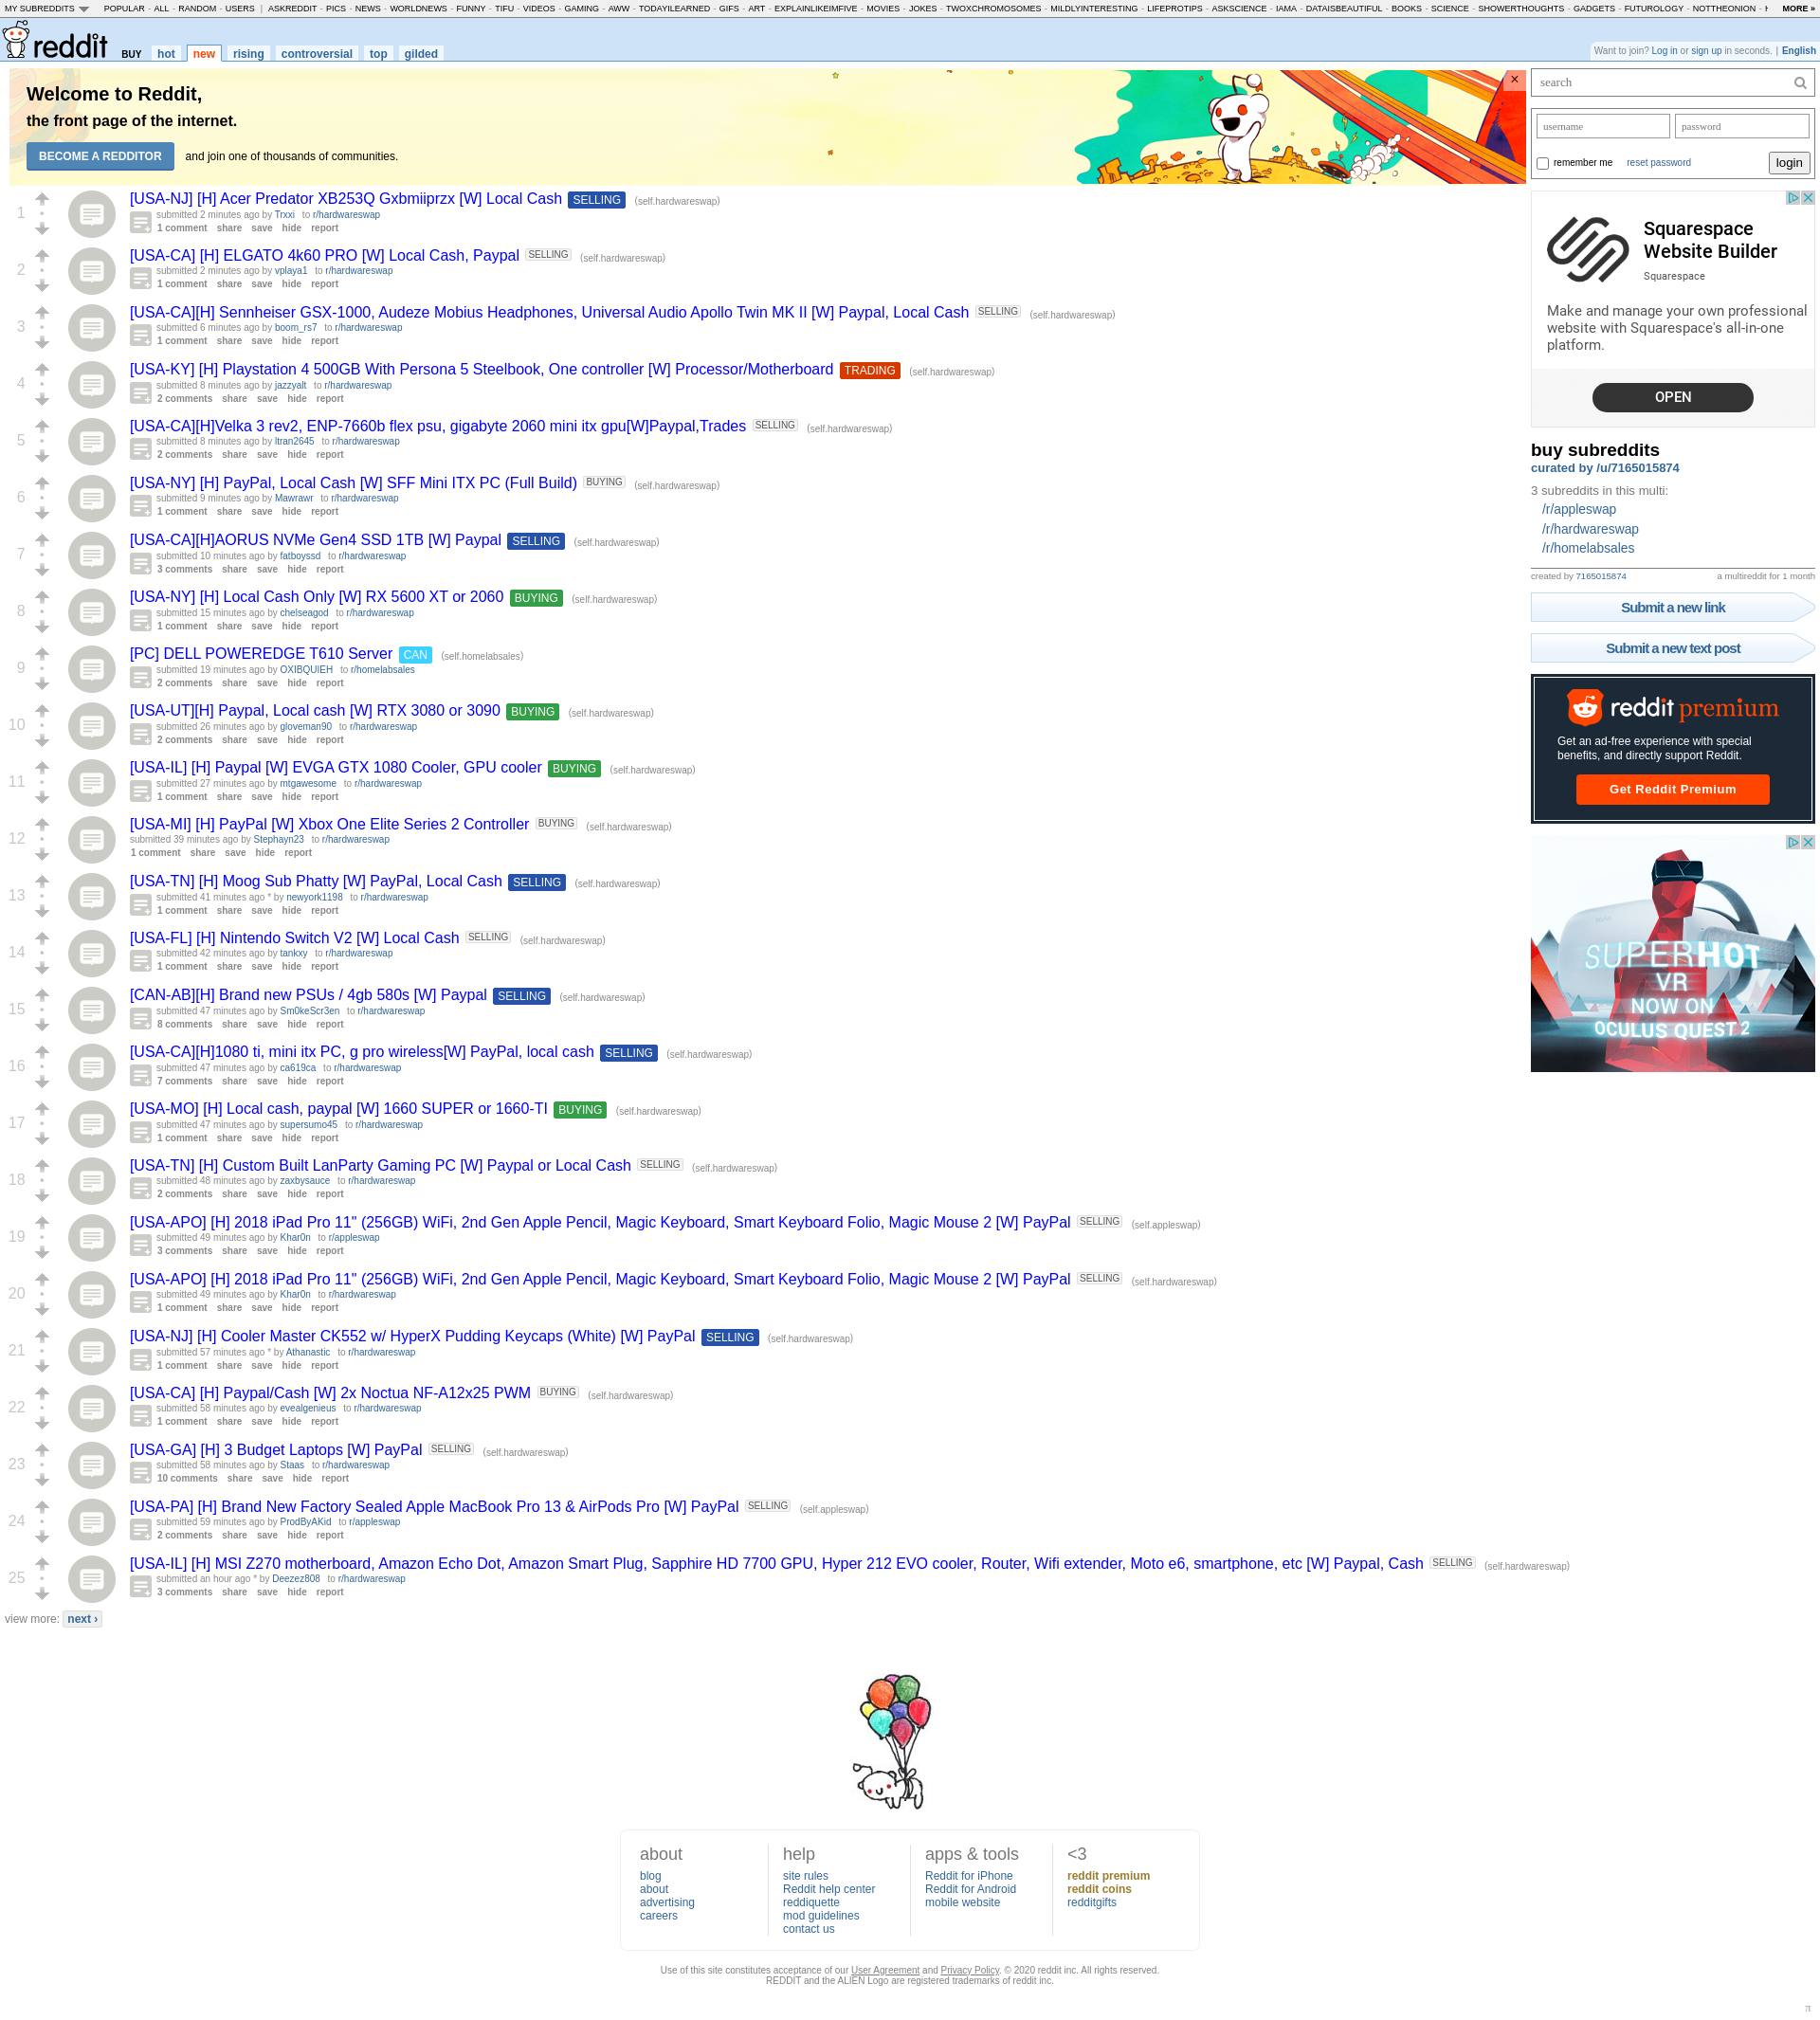 MY SUBREDDITS POPULAR - ALL - RANDOM - USERS | ASKREDDIT - PICS - NEWS - WORLDNEWS - FUNNY - TIFU - VIDEOS - GAMING - AWW - TODAYILEARNED - GIFS - ART - EXPLAINLIKEIMFIVE - MOVIES - JOKES - TWOXCHROMOSOMES - MILDLYINTERESTING - LIFEPROTIPS - ASKSCIENCE - IAMA - DATAISBEAUTIFUL - BOOKS - SCIENCE - SHOWERTHOUGHTS - GADGETS - FUTUROLOGY - NOTTHEONION - MORE »
reddit BUY hot new rising controversial top gilded
Want to join? Log in or sign up in seconds. | English
Welcome to Reddit,
the front page of the internet.
BECOME A REDDITOR and join one of thousands of communities.
×
1
[USA-NJ] [H] Acer Predator XB253Q Gxbmiiprzx [W] Local Cash SELLING (self.hardwareswap)
submitted 2 minutes ago by Trxxi to r/hardwareswap
1 comment share save hide report
2
[USA-CA] [H] ELGATO 4k60 PRO [W] Local Cash, Paypal SELLING (self.hardwareswap)
submitted 2 minutes ago by vplaya1 to r/hardwareswap
1 comment share save hide report
3
[USA-CA][H] Sennheiser GSX-1000, Audeze Mobius Headphones, Universal Audio Apollo Twin MK II [W] Paypal, Local Cash SELLING (self.hardwareswap)
submitted 6 minutes ago by boom_rs7 to r/hardwareswap
1 comment share save hide report
4
[USA-KY] [H] Playstation 4 500GB With Persona 5 Steelbook, One controller [W] Processor/Motherboard TRADING (self.hardwareswap)
submitted 8 minutes ago by jazzyalt to r/hardwareswap
2 comments share save hide report
5
[USA-CA][H]Velka 3 rev2, ENP-7660b flex psu, gigabyte 2060 mini itx gpu[W]Paypal,Trades SELLING (self.hardwareswap)
submitted 8 minutes ago by ltran2645 to r/hardwareswap
2 comments share save hide report
6
[USA-NY] [H] PayPal, Local Cash [W] SFF Mini ITX PC (Full Build) BUYING (self.hardwareswap)
submitted 9 minutes ago by Mawrawr to r/hardwareswap
1 comment share save hide report
7
[USA-CA][H]AORUS NVMe Gen4 SSD 1TB [W] Paypal SELLING (self.hardwareswap)
submitted 10 minutes ago by fatboyssd to r/hardwareswap
3 comments share save hide report
8
[USA-NY] [H] Local Cash Only [W] RX 5600 XT or 2060 BUYING (self.hardwareswap)
submitted 15 minutes ago by chelseagod to r/hardwareswap
1 comment share save hide report
9
[PC] DELL POWEREDGE T610 Server CAN (self.homelabsales)
submitted 19 minutes ago by OXIBQUIEH to r/homelabsales
2 comments share save hide report
10
[USA-UT][H] Paypal, Local cash [W] RTX 3080 or 3090 BUYING (self.hardwareswap)
submitted 26 minutes ago by gloveman90 to r/hardwareswap
2 comments share save hide report
11
[USA-IL] [H] Paypal [W] EVGA GTX 1080 Cooler, GPU cooler BUYING (self.hardwareswap)
submitted 27 minutes ago by mtgawesome to r/hardwareswap
1 comment share save hide report
12
[USA-MI] [H] PayPal [W] Xbox One Elite Series 2 Controller BUYING (self.hardwareswap)
submitted 39 minutes ago by Stephayn23 to r/hardwareswap
1 comment share save hide report
13
[USA-TN] [H] Moog Sub Phatty [W] PayPal, Local Cash SELLING (self.hardwareswap)
submitted 41 minutes ago * by newyork1198 to r/hardwareswap
1 comment share save hide report
14
[USA-FL] [H] Nintendo Switch V2 [W] Local Cash SELLING (self.hardwareswap)
submitted 42 minutes ago by tankxy to r/hardwareswap
1 comment share save hide report
15
[CAN-AB][H] Brand new PSUs / 4gb 580s [W] Paypal SELLING (self.hardwareswap)
submitted 47 minutes ago by Sm0keScr3en to r/hardwareswap
8 comments share save hide report
16
[USA-CA][H]1080 ti, mini itx PC, g pro wireless[W] PayPal, local cash SELLING (self.hardwareswap)
submitted 47 minutes ago by ca619ca to r/hardwareswap
7 comments share save hide report
17
[USA-MO] [H] Local cash, paypal [W] 1660 SUPER or 1660-TI BUYING (self.hardwareswap)
submitted 47 minutes ago by supersumo45 to r/hardwareswap
1 comment share save hide report
18
[USA-TN] [H] Custom Built LanParty Gaming PC [W] Paypal or Local Cash SELLING (self.hardwareswap)
submitted 48 minutes ago by zaxbysauce to r/hardwareswap
2 comments share save hide report
19
[USA-APO] [H] 2018 iPad Pro 11" (256GB) WiFi, 2nd Gen Apple Pencil, Magic Keyboard, Smart Keyboard Folio, Magic Mouse 2 [W] PayPal SELLING (self.appleswap)
submitted 49 minutes ago by Khar0n to r/appleswap
3 comments share save hide report
20
[USA-APO] [H] 2018 iPad Pro 11" (256GB) WiFi, 2nd Gen Apple Pencil, Magic Keyboard, Smart Keyboard Folio, Magic Mouse 2 [W] PayPal SELLING (self.hardwareswap)
submitted 49 minutes ago by Khar0n to r/hardwareswap
1 comment share save hide report
21
[USA-NJ] [H] Cooler Master CK552 w/ HyperX Pudding Keycaps (White) [W] PayPal SELLING (self.hardwareswap)
submitted 57 minutes ago * by Athanastic to r/hardwareswap
1 comment share save hide report
22
[USA-CA] [H] Paypal/Cash [W] 2x Noctua NF-A12x25 PWM BUYING (self.hardwareswap)
submitted 58 minutes ago by evealgenieus to r/hardwareswap
1 comment share save hide report
23
[USA-GA] [H] 3 Budget Laptops [W] PayPal SELLING (self.hardwareswap)
submitted 58 minutes ago by Staas to r/hardwareswap
10 comments share save hide report
24
[USA-PA] [H] Brand New Factory Sealed Apple MacBook Pro 13 & AirPods Pro [W] PayPal SELLING (self.appleswap)
submitted 59 minutes ago by ProdByAKid to r/appleswap
2 comments share save hide report
25
[USA-IL] [H] MSI Z270 motherboard, Amazon Echo Dot, Amazon Smart Plug, Sapphire HD 7700 GPU, Hyper 212 EVO cooler, Router, Wifi extender, Moto e6, smartphone, etc [W] Paypal, Cash SELLING (self.hardwareswap)
submitted an hour ago * by Deezez808 to r/hardwareswap
3 comments share save hide report
view more: next ›
search
username password
remember me reset password login
Squarespace
Website Builder
Squarespace
Make and manage your own professional
website with Squarespace's all-in-one
platform.
OPEN
buy subreddits
curated by /u/7165015874
3 subreddits in this multi:
/r/appleswap
/r/hardwareswap
/r/homelabsales
created by 7165015874 a multireddit for 1 month
Submit a new link
Submit a new text post
reddit premium
Get an ad-free experience with special
benefits, and directly support Reddit.
Get Reddit Premium
SUPERHOT
VR
NOW ON
OCULUS QUEST 2
about
blog
about
advertising
careers
help
site rules
Reddit help center
reddiquette
mod guidelines
contact us
apps & tools
Reddit for iPhone
Reddit for Android
mobile website
<3
reddit premium
reddit coins
redditgifts
Use of this site constitutes acceptance of our User Agreement and Privacy Policy. © 2020 reddit inc. All rights reserved.
REDDIT and the ALIEN Logo are registered trademarks of reddit inc.
π